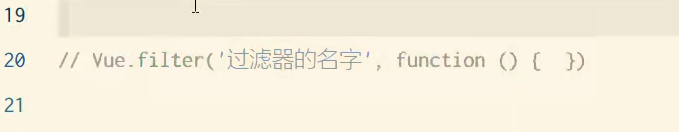 19
20 // Vue.filter('过滤器的名字', function () {  })
21